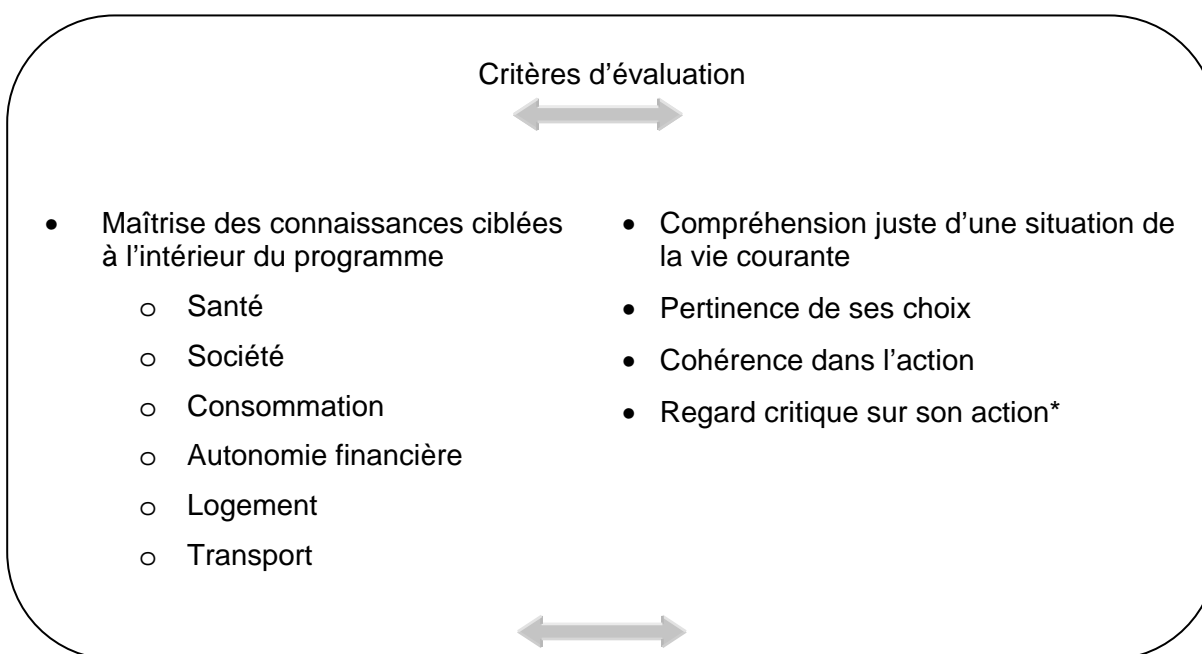 Critères d’évaluation
• Maîtrise des connaissances ciblées
à l’intérieur du programme
o Santé
o Société
o Consommation
o Autonomie financière
o Logement
o Transport
• Compréhension juste d’une situation de
la vie courante
• Pertinence de ses choix
• Cohérence dans l’action
• Regard critique sur son action*